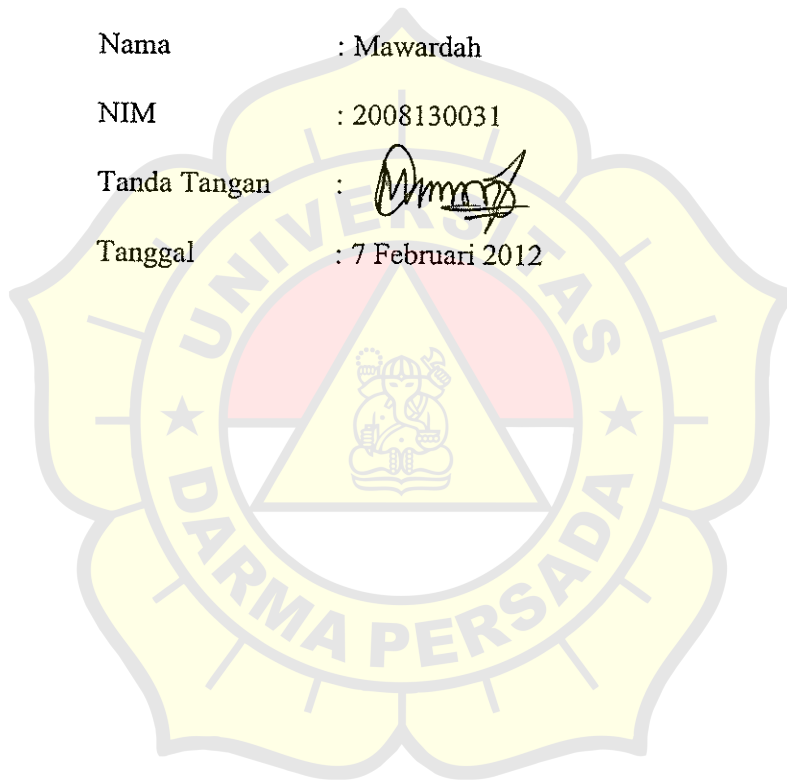 Nama : Mawardah
NIM : 2008130031
Tanda Tangan :
Tanggal : 7 Februari 2012
UNIVERSITAS
DARMA PERSADA